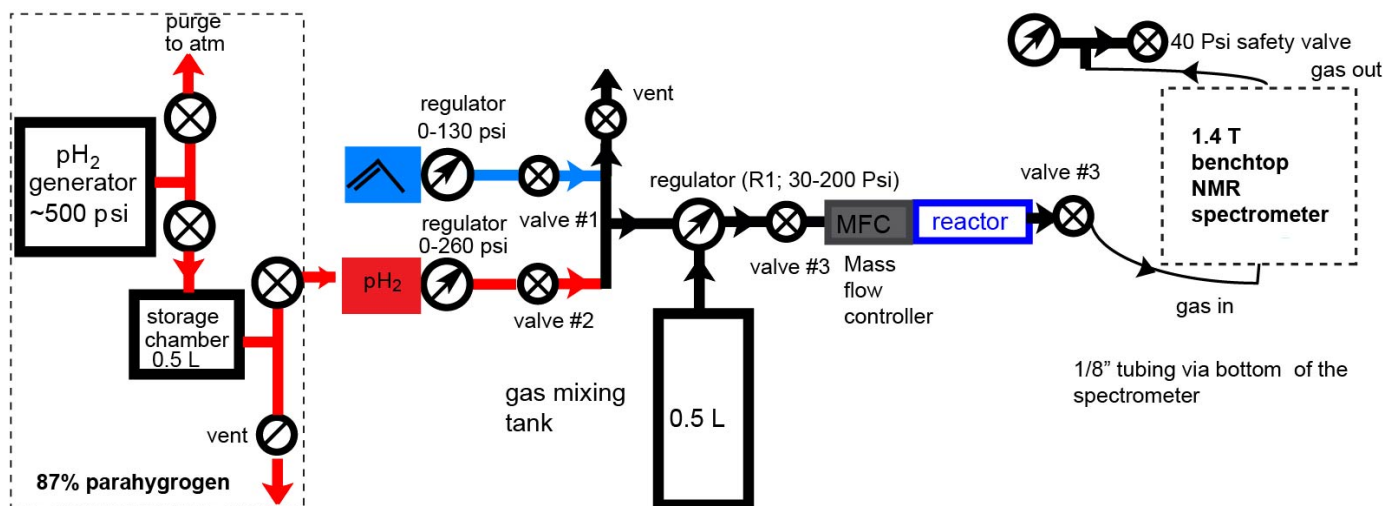 purge
to atm
pH2
generator
~500 psi
storage
chamber
0.5 L
vent
87% parahygrogen
regulator
0-130 psi
valve #1
regulator
0-260 psi
pH2
valve #2
vent
gas mixing
tank
0.5 L
regulator (R1; 30-200 Psi)
valve #3
MFC
Mass
flow
controller
reactor
valve #3
40 Psi safety valve
gas out
1.4 T
benchtop
NMR
spectrometer
gas in
1/8” tubing via bottom of the
spectrometer